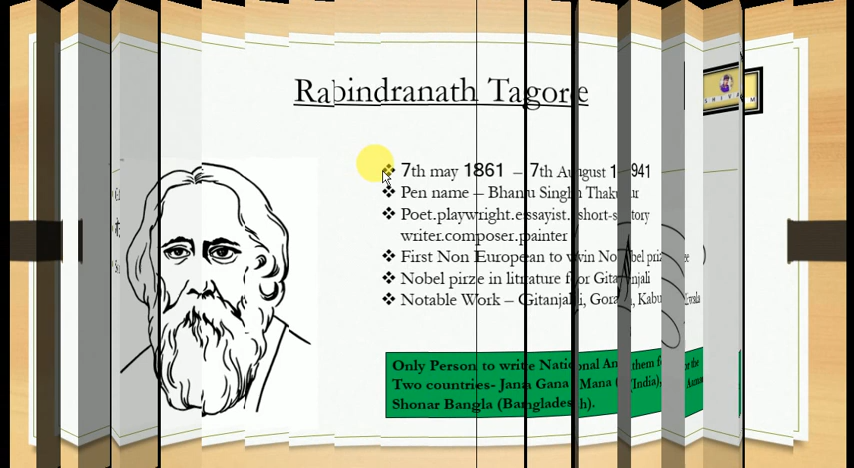 Rabindranath Tagore
7th may 1861 – 7th August 1941
Pen name – Bhanu Singh Thakur
Poet.playwright.essayist. short-story
writer.composer.painter
First Non European to win Nobel prize
Nobel pirze in litrature for Gitanjali
Notable Work – Gitanjali, Gora,
Only Person to write National Anthem for the
Two countries- Jana Gana Mana (India),
Shonar Bangla (Bangladesh).